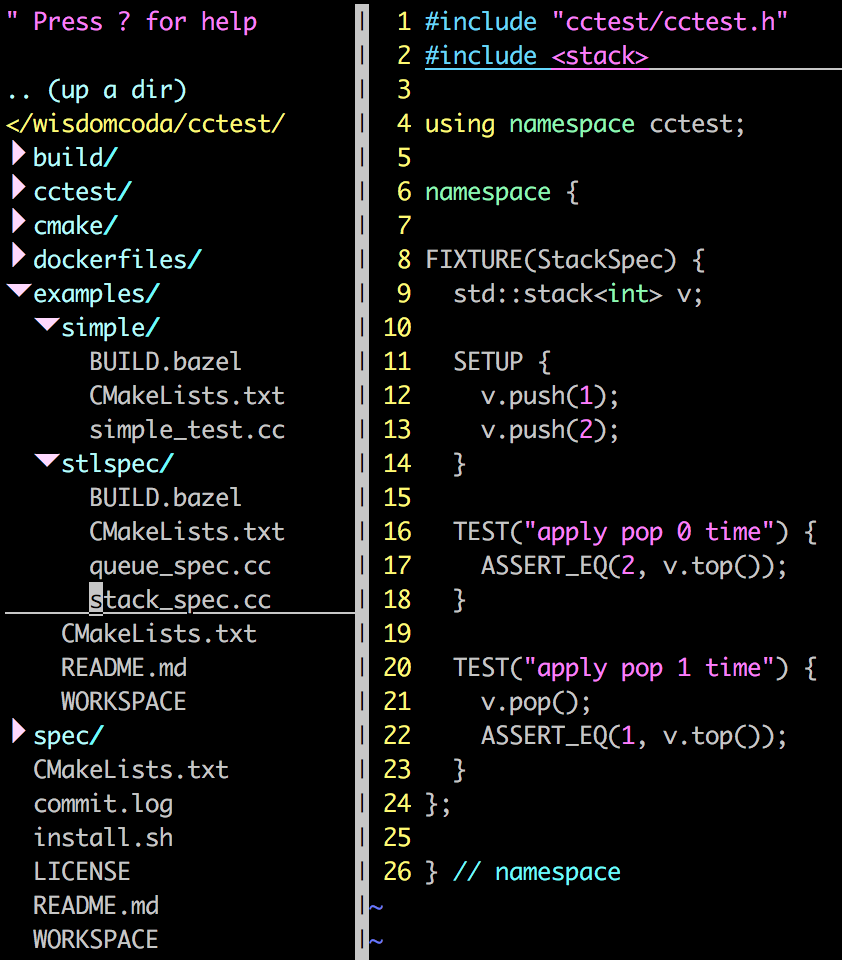 " Press ? for help
.. (up a dir)
</wisdomcoda/cctest/
build/
cctest/
cmake/
dockerfiles/
examples/
simple/
BUILD.bazel
CMakeLists.txt
simple_test.cc
stlspec/
BUILD.bazel
CMakeLists.txt
queue_spec.cc
stack_spec.cc
CMakeLists.txt
README.md
WORKSPACE
spec/
CMakeLists.txt
commit.log
install.sh
LICENSE
README.md
WORKSPACE
1 #include "cctest/cctest.h"
2 #include <stack>
3
4 using namespace cctest;
5
6 namespace {
7
8 FIXTURE(StackSpec) {
9   std::stack<int> v;
10
11   SETUP {
12     v.push(1);
13     v.push(2);
14   }
15
16   TEST("apply pop 0 time") {
17     ASSERT_EQ(2, v.top());
18   }
19
20   TEST("apply pop 1 time") {
21     v.pop();
22     ASSERT_EQ(1, v.top());
23   }
24 };
25
26 } // namespace
~
~